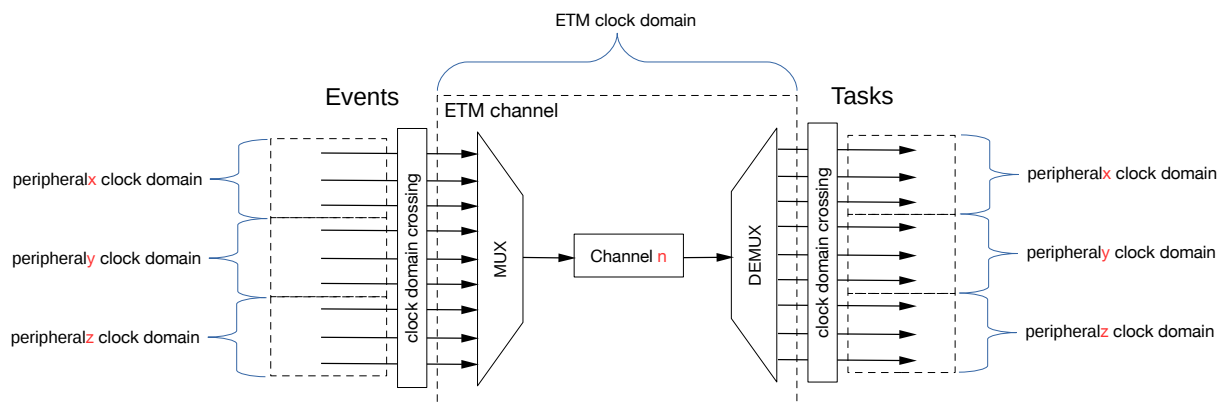 ETM clock domain
Events
Tasks
ETM channel
peripheralx clock domain
peripheraly clock domain
peripheralz clock domain
clock domain crossing
MUX
Channel n
DEMUX
clock domain crossing
peripheralx clock domain
peripheraly clock domain
peripheralz clock domain